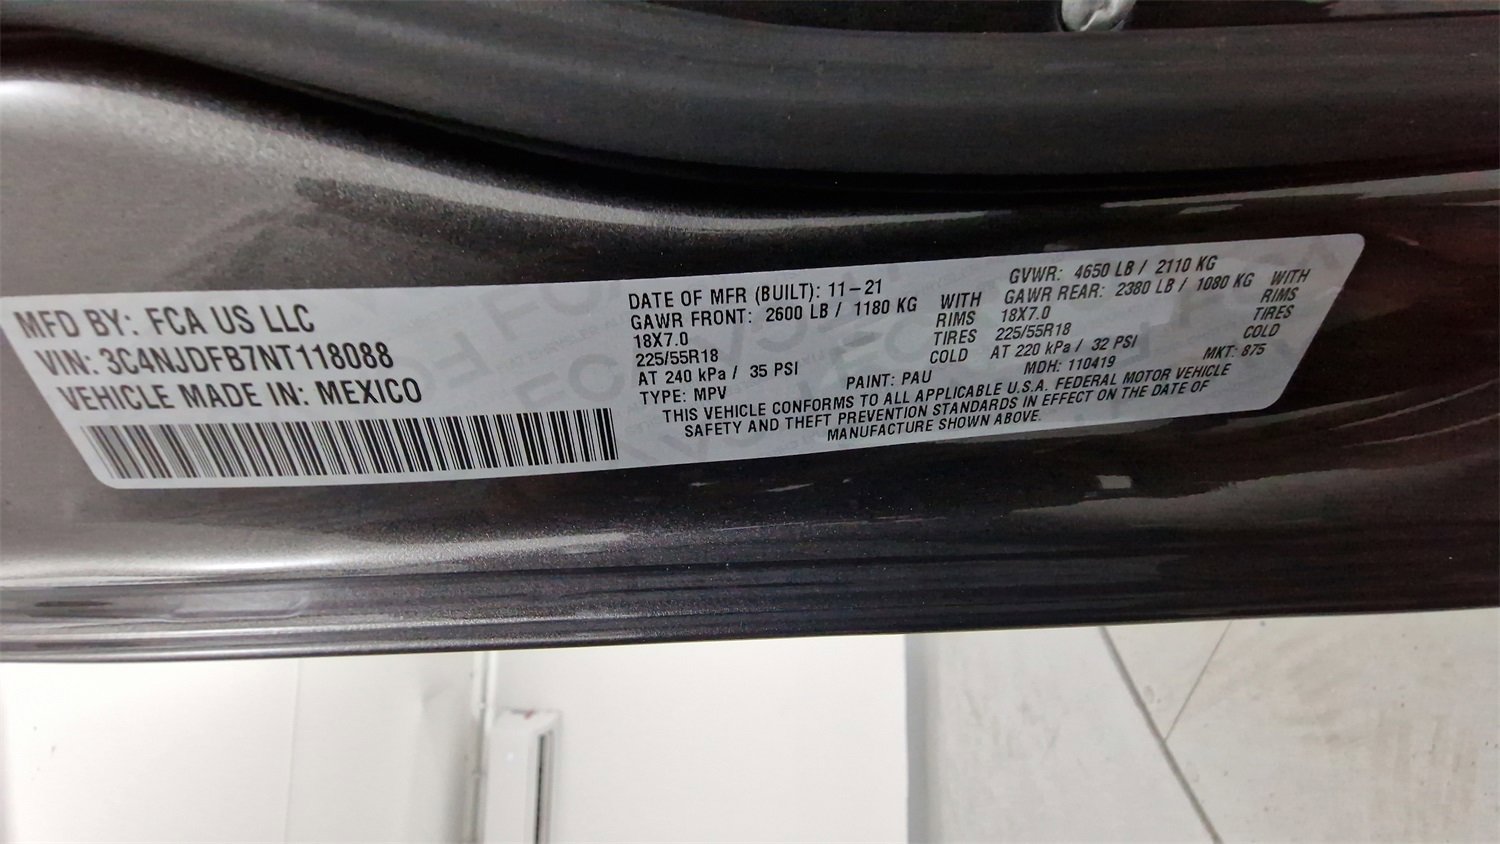 MFD BY: FCA US LLC
VIN: 3C4NJDFB7NT118088
VEHICLE MADE IN: MEXICO
DATE OF MFR (BUILT): 11-21
GAWR FRONT: 2600 LB / 1180 KG WITH
18X7.0 RIMS
225/55R18 TIRES
AT 240 kPa / 35 PSI COLD
TYPE: MPV PAINT: PAU
GVWR: 4650 LB / 2110 KG
GAWR REAR: 2380 LB / 1080 KG WITH
18X7.0 RIMS
225/55R18 TIRES
AT 220 kPa / 32 PSI COLD
MDH: 110419 MKT: 875
THIS VEHICLE CONFORMS TO ALL APPLICABLE U.S.A. FEDERAL MOTOR VEHICLE
SAFETY AND THEFT PREVENTION STANDARDS IN EFFECT ON THE DATE OF
MANUFACTURE SHOWN ABOVE.